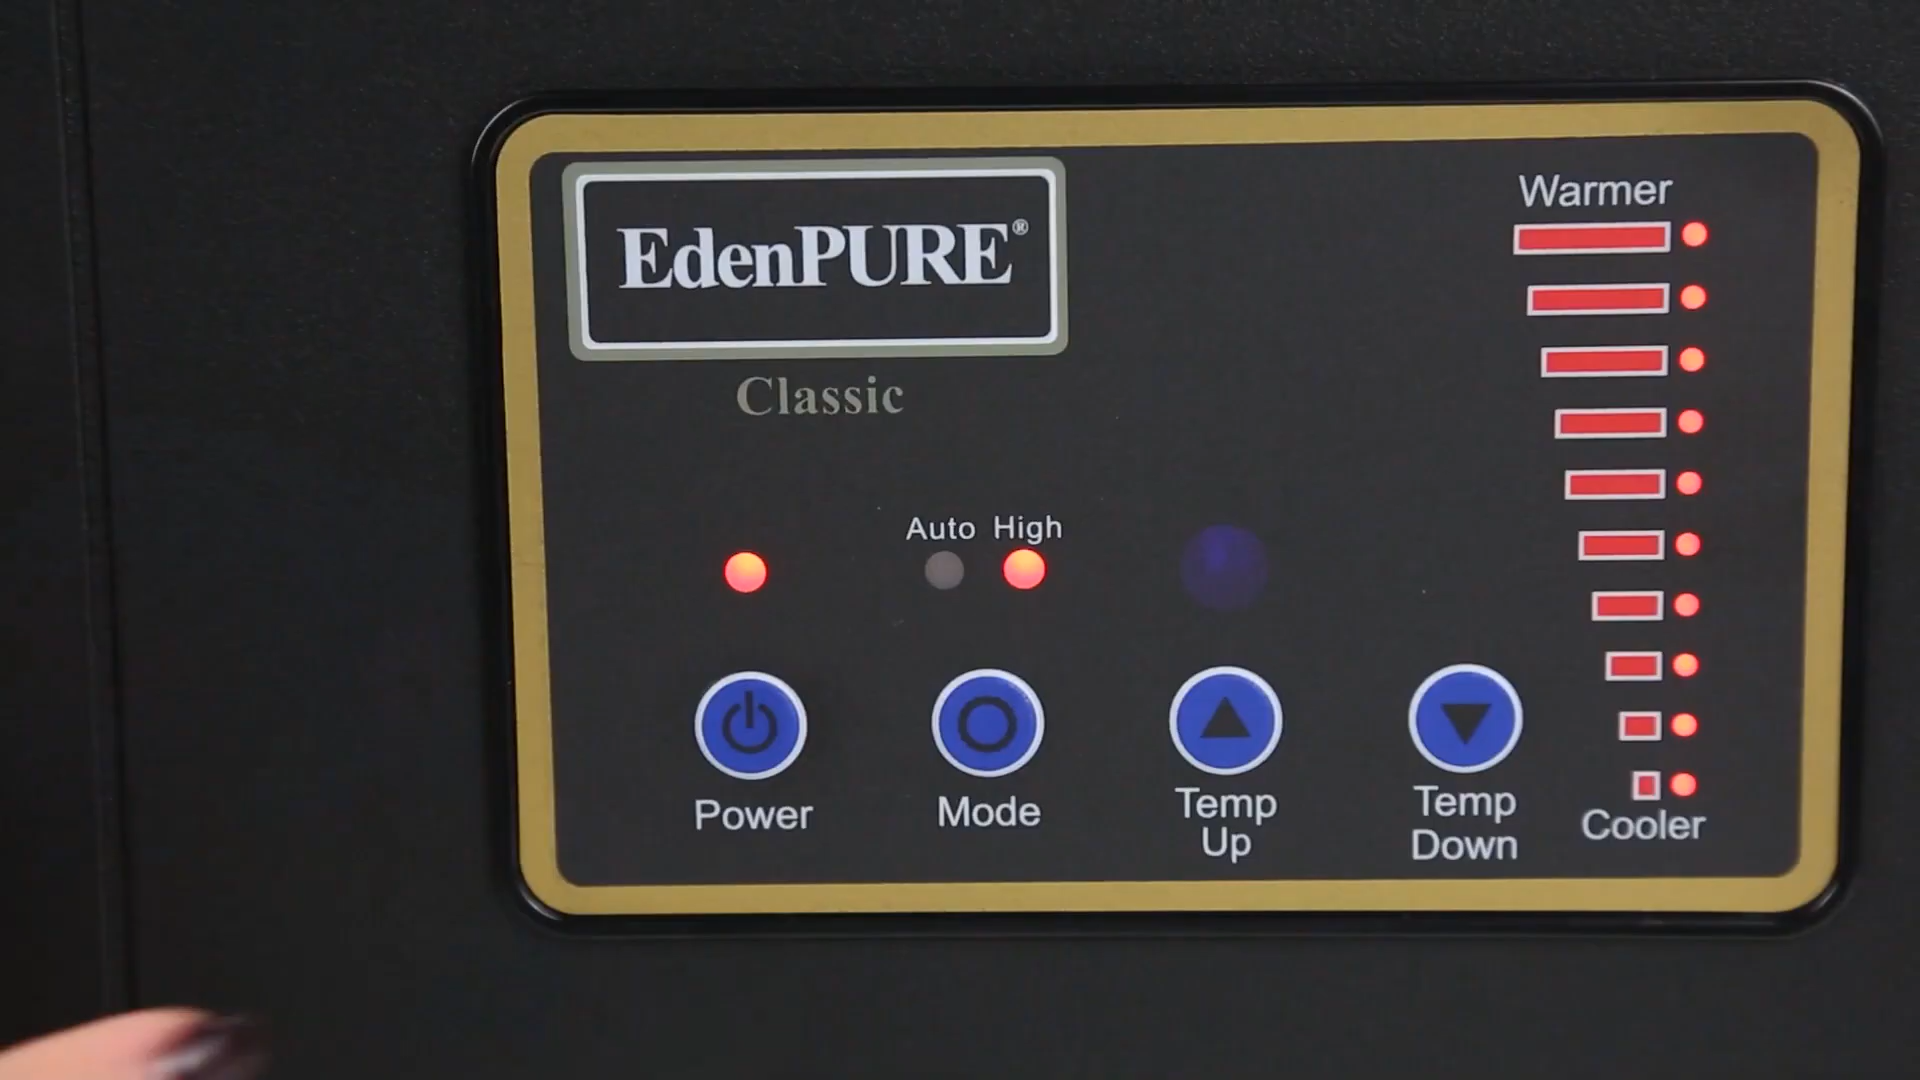 EdenPURE®
Classic
Warmer
Auto High
Power
Mode
Temp
Up
Temp
Down
Cooler